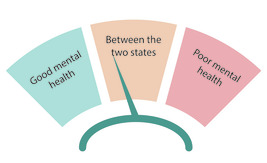 Good mental
health
Between the
two states
Poor mental
health